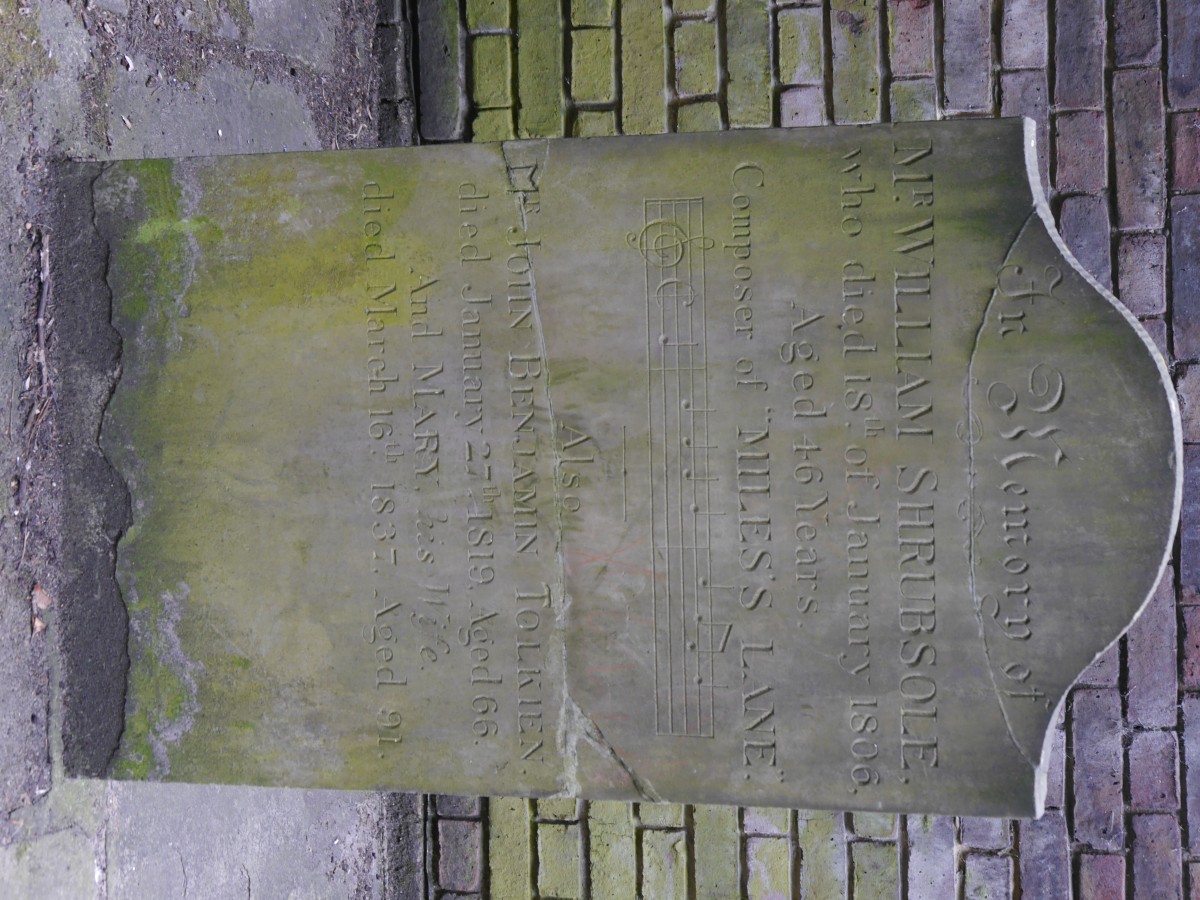 In Memory of
Mr. WILLIAM SHRUBSOLE,
who died 18th. of January 1806,
Aged 46 Years.
Composer of "MILES'S LANE".
Also
Mr. JOHN BENJAMIN TOLKIEN.
died January 27th. 1819. Aged 66.
And MARY, his Wife.
died March 16th. 1837. Aged 91.